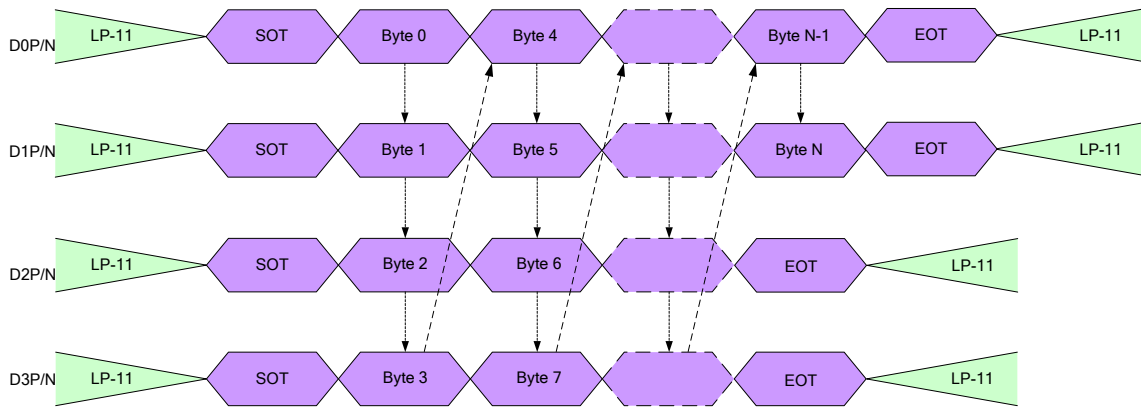 D0P/N LP-11 SOT Byte 0 Byte 4 Byte N-1 EOT LP-11
D1P/N LP-11 SOT Byte 1 Byte 5 Byte N EOT LP-11
D2P/N LP-11 SOT Byte 2 Byte 6 EOT LP-11
D3P/N LP-11 SOT Byte 3 Byte 7 EOT LP-11